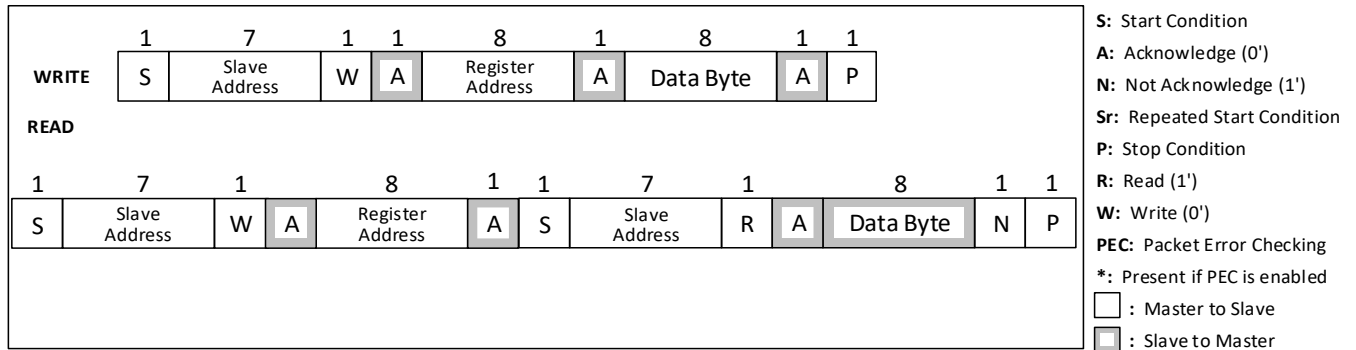 1 7 1 1 8 1 8 1 1
WRITE S Slave Address W A Register Address A Data Byte A P
READ
1 7 1 8 1 1 7 1 8 1 1
S Slave Address W A Register Address A S Slave Address R A Data Byte N P
S: Start Condition
A: Acknowledge (0')
N: Not Acknowledge (1')
Sr: Repeated Start Condition
P: Stop Condition
R: Read (1')
W: Write (0')
PEC: Packet Error Checking
*: Present if PEC is enabled
: Master to Slave
: Slave to Master